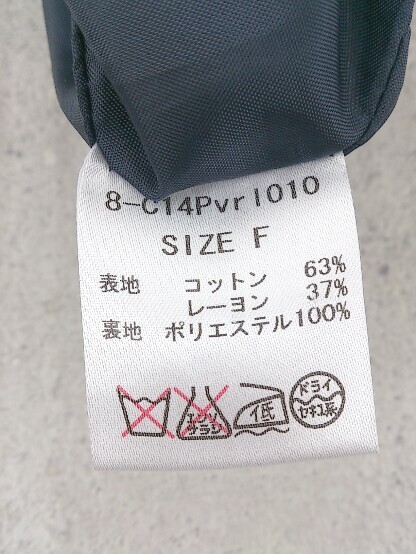 8-C14Pvrl010
SIZE F
表地 コットン 63%
レーヨン 37%
裏地 ポリエステル100%
エンソ
サラシ
低
ドライ
セキユ系